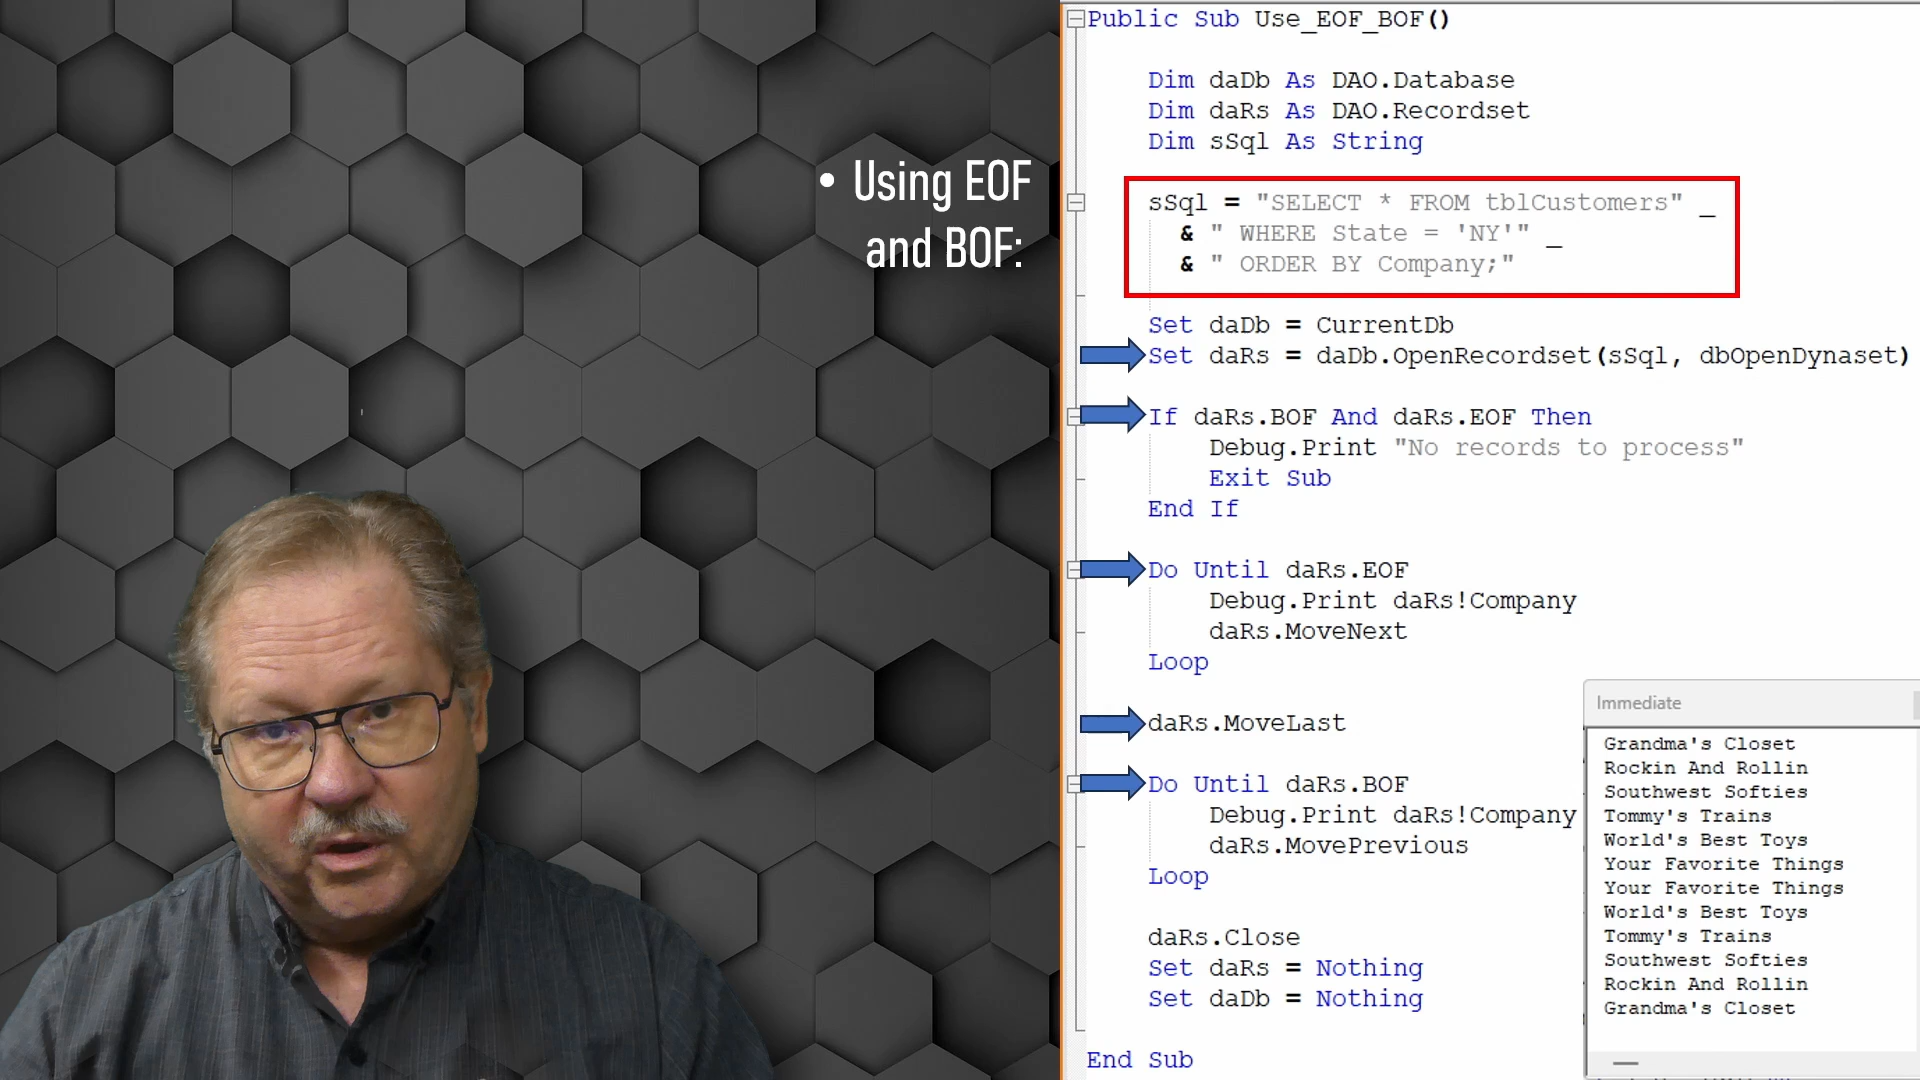 • Using EOF
and BOF:
Public Sub Use_EOF_BOF()
Dim daDb As DAO.Database
Dim daRs As DAO.Recordset
Dim sSql As String
sSql = "SELECT * FROM tblCustomers" _
& " WHERE State = 'NY'" _
& " ORDER BY Company;"
Set daDb = CurrentDb
Set daRs = daDb.OpenRecordset(sSql, dbOpenDynaset)
If daRs.BOF And daRs.EOF Then
Debug.Print "No records to process"
Exit Sub
End If
Do Until daRs.EOF
Debug.Print daRs!Company
daRs.MoveNext
Loop
daRs.MoveLast
Do Until daRs.BOF
Debug.Print daRs!Company
daRs.MovePrevious
Loop
daRs.Close
Set daRs = Nothing
Set daDb = Nothing
End Sub
Immediate
Grandma's Closet
Rockin And Rollin
Southwest Softies
Tommy's Trains
World's Best Toys
Your Favorite Things
Your Favorite Things
World's Best Toys
Tommy's Trains
Southwest Softies
Rockin And Rollin
Grandma's Closet